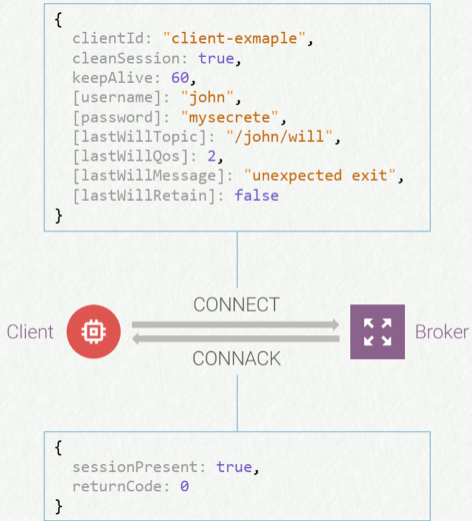 {
clientId: "client-exmaple",
cleanSession: true,
keepAlive: 60,
[username]: "john",
[password]: "mysecrete",
[lastWillTopic]: "/john/will",
[lastWillQos]: 2,
[lastWillMessage]: "unexpected exit",
[lastWillRetain]: false
}
CONNECT
Client
Broker
CONNACK
{
sessionPresent: true,
returnCode: 0
}